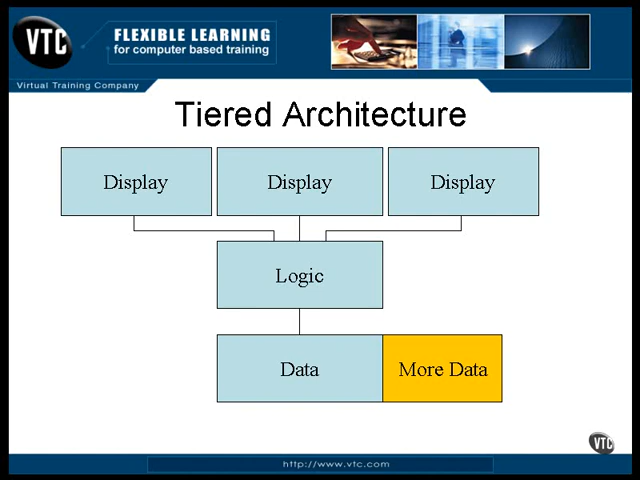 VTC
FLEXIBLE LEARNING
for computer based training
Virtual Training Company
Tiered Architecture
Display
Display
Display
Logic
Data
More Data
VTC
http://www.vtc.com